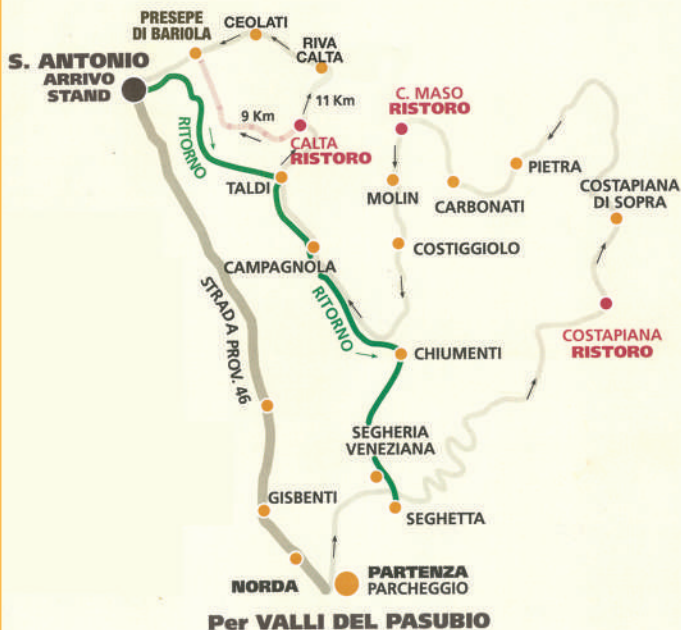 PRESEPE
DI BARIOLA
CEOLATI
RIVA
CALTA
S. ANTONIO
ARRIVO
STAND
9 Km
11 Km
C. MASO
RISTORO
CALTA
RISTORO
RITORNO
TALDI
MOLIN
CARBONATI
PIETRA
COSTAPIANA
DI SOPRA
COSTIGGIOLO
CAMPAGNOLA
STRADA PROV. 46
RITORNO
CHIUMENTI
COSTAPIANA
RISTORO
SEGHERIA
VENEZIANA
GISBENTI
SEGHETTA
NORDA
PARTENZA
PARCHEGGIO
Per VALLI DEL PASUBIO